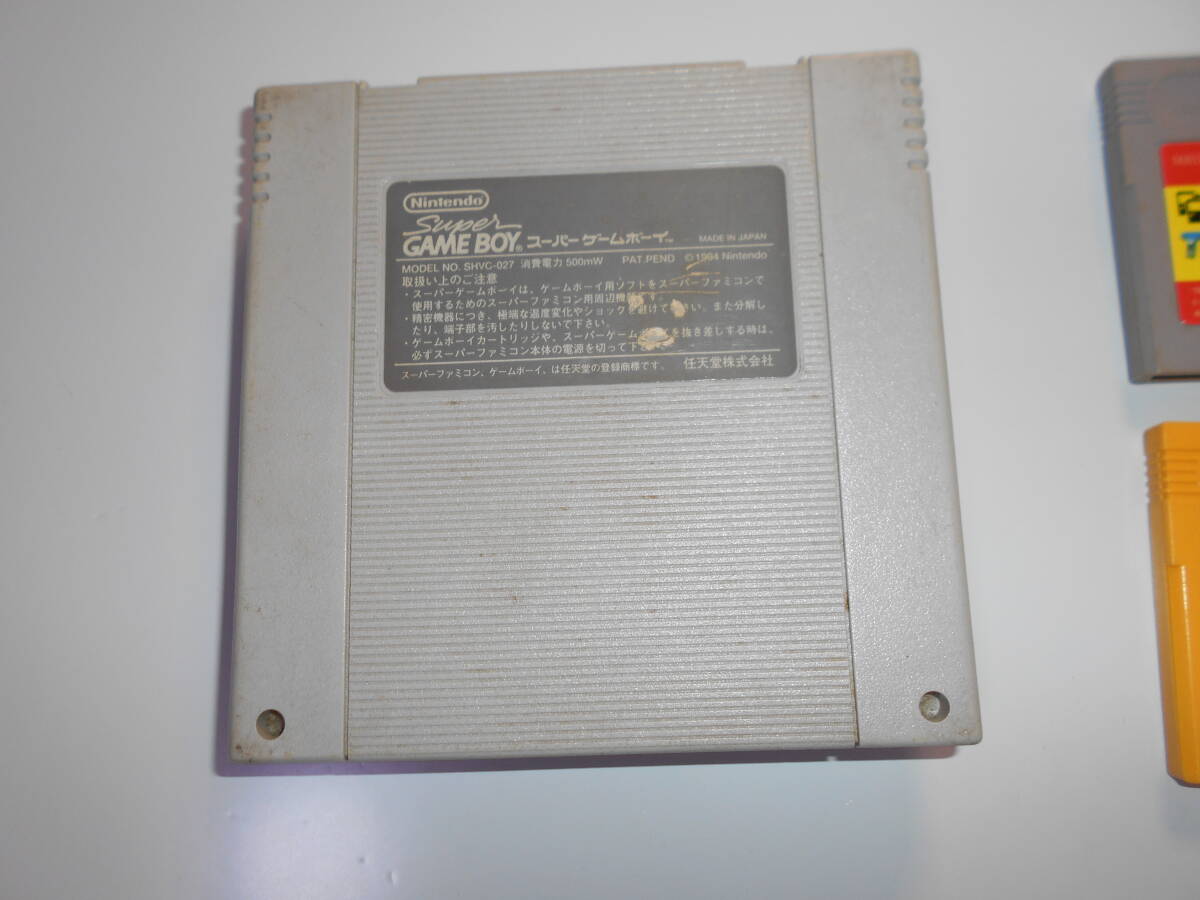 Nintendo
Super
GAME BOY® スーパーゲームボーイ™ MADE IN JAPAN
MODEL NO. SHVC-027 消費電力 500mW PAT.PEND ©1994 Nintendo
取扱い上のご注意
・スーパーゲームボーイは、ゲームボーイ用ソフトをスーパーファミコンで
使用するためのスーパーファミコン用周辺機器です。
・精密機器につき、極端な温度変化やショックを避けて下さい。また分解し
たり、端子部を汚したりしないで下さい。
・ゲームボーイカートリッジや、スーパーゲームボーイを抜き差しする時は、
必ずスーパーファミコン本体の電源を切って下
スーパーファミコン、ゲームボーイ、は任天堂の登録商標です。 任天堂株式会社